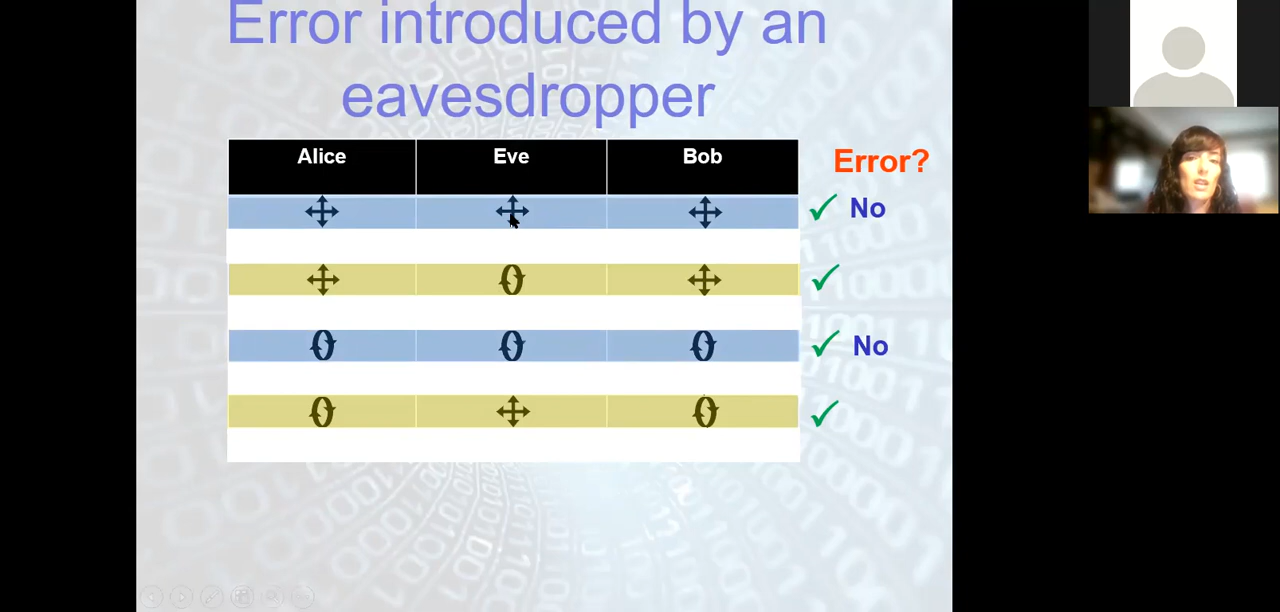 Error introduced by an
eavesdropper
Alice Eve Bob Error?
No
No